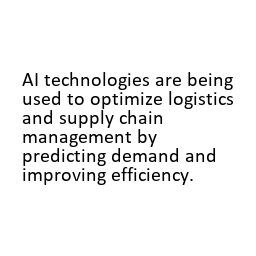 AI technologies are being
used to optimize logistics
and supply chain
management by
predicting demand and
improving efficiency.